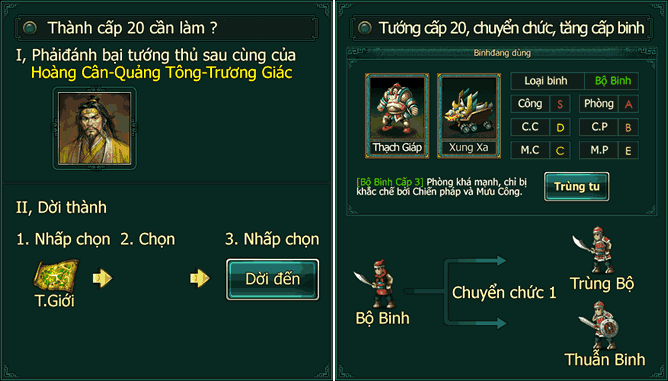 Thành cấp 20 cần làm ?
I, Phảiđánh bại tướng thủ sau cùng của
Hoàng Cân-Quảng Tông-Trương Giác
II, Dời thành
1. Nhấp chọn 2. Chọn 3. Nhấp chọn
T.Giới
Dời đến
Tướng cấp 20, chuyển chức, tăng cấp binh
Binhđang dùng
Thạch Giáp
Xung Xa
Loại binh Bộ Binh
Công S Phòng A
C.C D C.P B
M.C C M.P E
[Bộ Binh Cấp 3] Phòng khá mạnh, chỉ bị
khắc chế bởi Chiến pháp và Mưu Công.
Trùng tu
Bộ Binh
Chuyển chức 1
Trùng Bộ
Thuẫn Binh